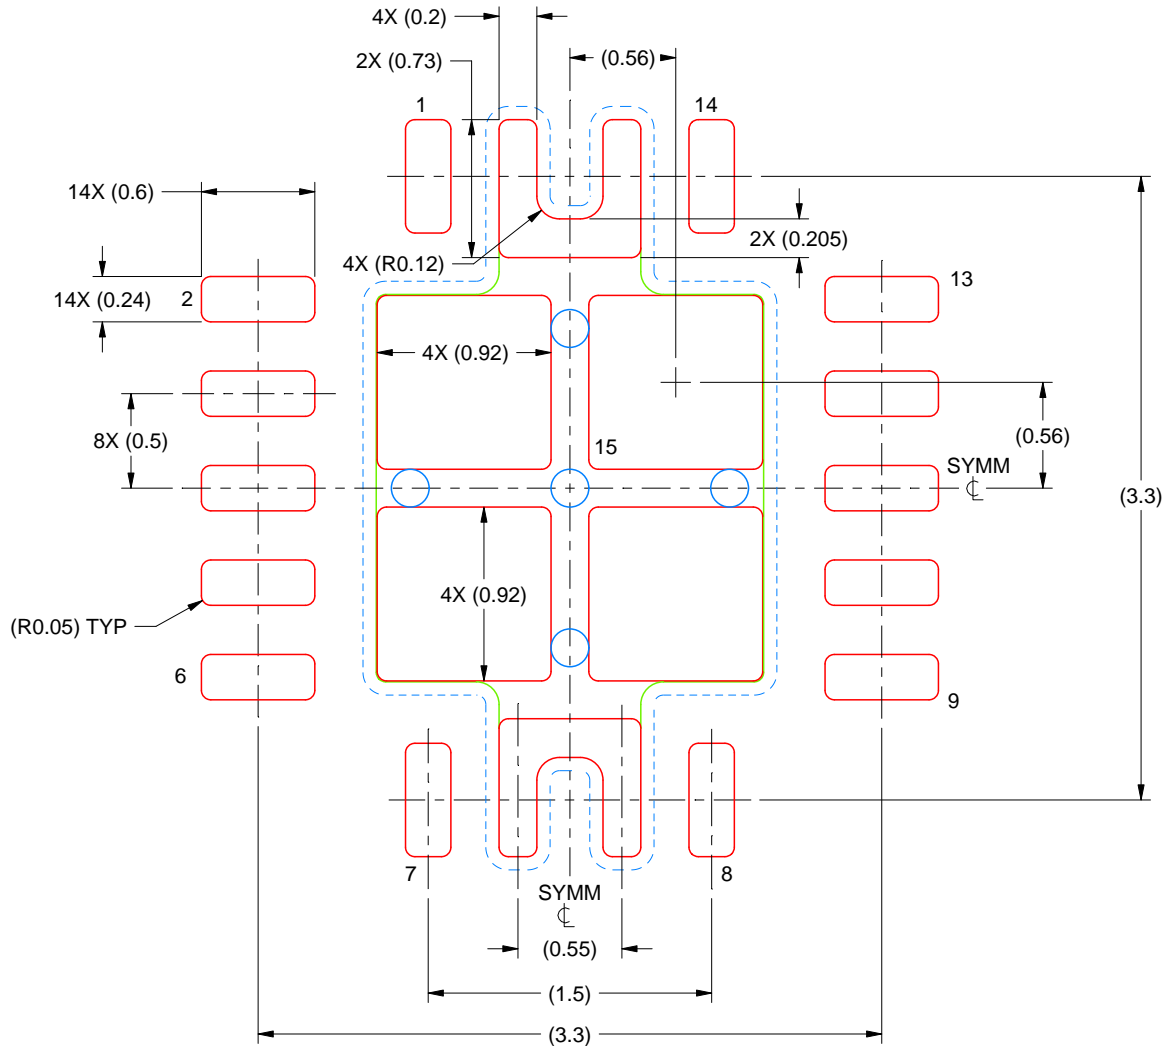 4X (0.2)
2X (0.73)
(0.56)
1
14
14X (0.6)
2X (0.205)
4X (R0.12)
2
13
14X (0.24)
4X (0.92)
8X (0.5)
15
(0.56)
SYMM
℄
(3.3)
4X (0.92)
(R0.05) TYP
6
9
7
8
SYMM
℄
(0.55)
(1.5)
(3.3)